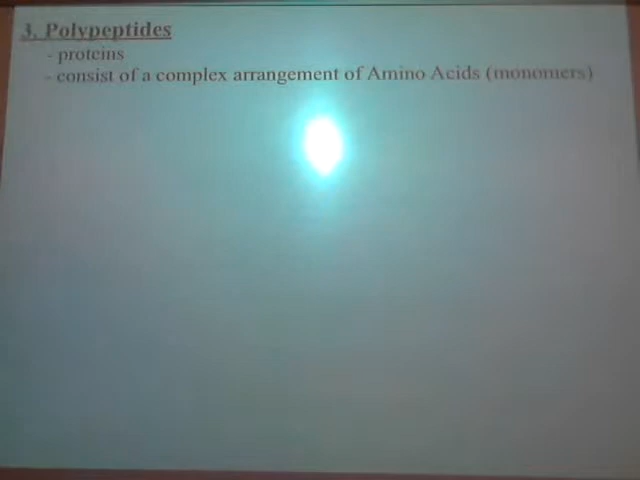 3. Polypeptides
- proteins
- consist of a complex arrangement of Amino Acids (monomers)